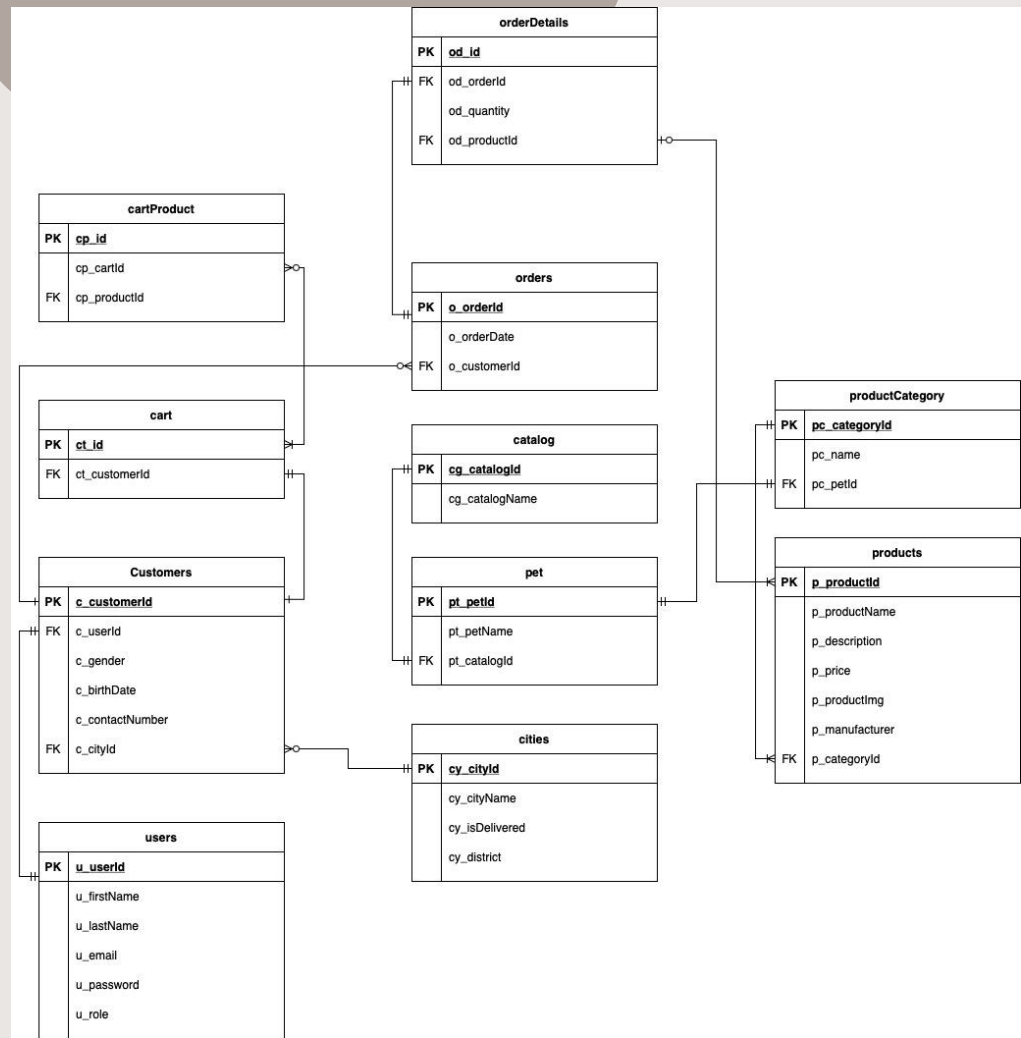 orderDetails
PK od_id
FK od_orderId
od_quantity
FK od_productId
cartProduct
PK cp_id
cp_cartId
FK cp_productId
orders
PK o_orderId
o_orderDate
FK o_customerId
cart
PK ct_id
FK ct_customerId
catalog
PK cg_catalogId
cg_catalogName
productCategory
PK pc_categoryId
pc_name
FK pc_petId
Customers
PK c_customerId
FK c_userId
c_gender
c_birthDate
c_contactNumber
FK c_cityId
pet
PK pt_petId
pt_petName
FK pt_catalogId
products
PK p_productId
p_productName
p_description
p_price
p_productImg
p_manufacturer
FK p_categoryId
cities
PK cy_cityId
cy_cityName
cy_isDelivered
cy_district
users
PK u_userId
u_firstName
u_lastName
u_email
u_password
u_role